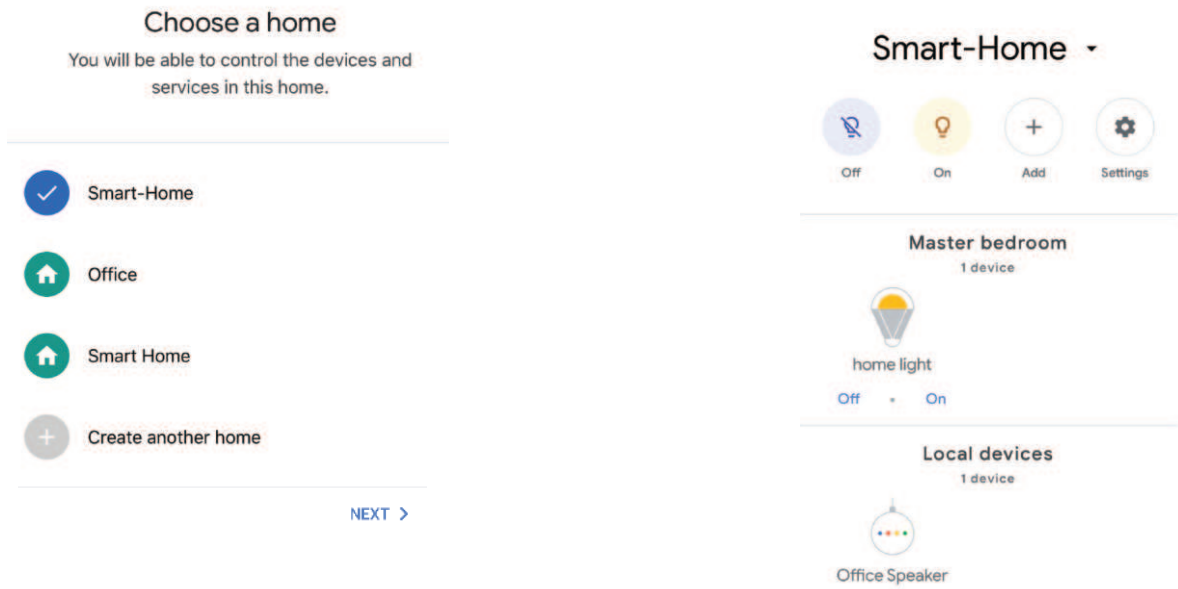 Choose a home
You will be able to control the devices and
services in this home.
Smart-Home
Office
Smart Home
Create another home
NEXT
Smart-Home
Off On Add Settings
Master bedroom
1 device
home light
Off • On
Local devices
1 device
Office Speaker